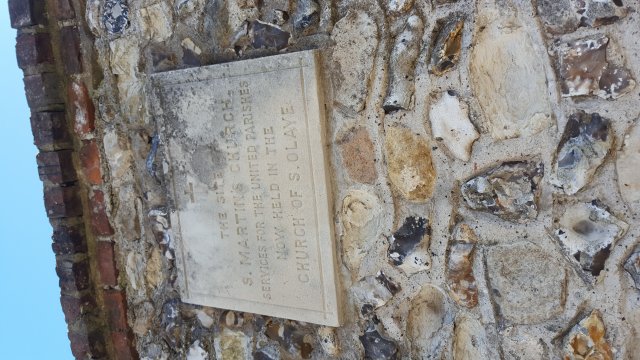 THE SITE OF
S. MARTIN'S CHURCH.
SERVICES FOR THE UNITED PARISHES
NOW HELD IN THE
CHURCH OF S. OLAVE